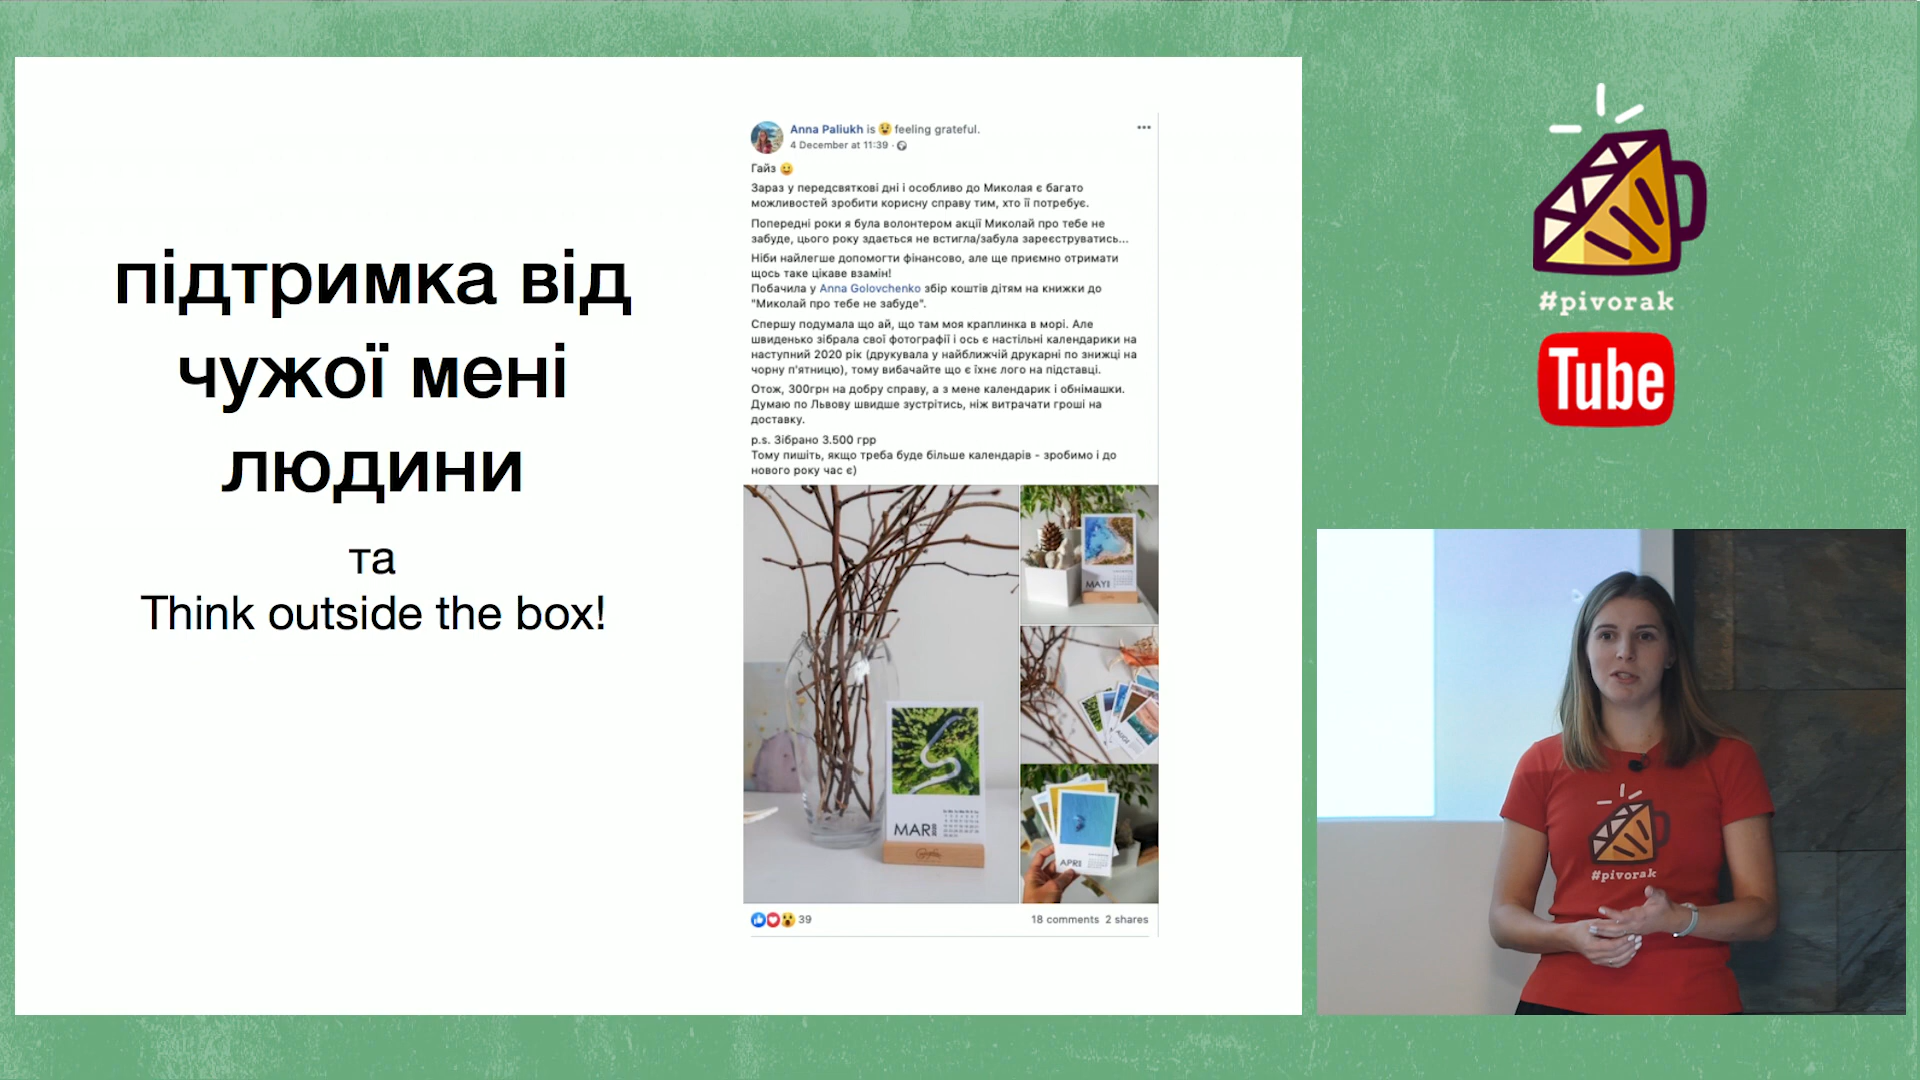 підтримка від
чужої мені
людини
та
Think outside the box!
Anna Paliukh is feeling grateful.
4 December at 11:39
Гайз
Зараз у передсвяткові дні і особливо до Миколая є багато
можливостей зробити корисну справу тим, хто її потребує.
Попередні роки я була волонтером акції Миколай про тебе не
забуде, цього року здається не встигла/забула зареєструватись...
Ніби найлегше допомогти фінансово, але ще приємно отримати
щось таке цікаве взамін!
Побачила у Anna Golovchenko збір коштів дітям на книжки до
"Миколай про тебе не забуде".
Спершу подумала що ай, що там моя краплинка в морі. Але
швиденько зібрала свої фотографії і ось є настільні календарики на
наступний 2020 рік (друкувала у найближчій друкарні по знижці на
чорну п'ятницю), тому вибачайте що є їхнє лого на підставці.
Отож, 300грн на добру справу, а з мене календарик і обнімашки.
Думаю по Львову швидше зустрітись, ніж витрачати гроші на
доставку.
p.s. Зібрано 3.500 грр
Тому пишіть, якщо треба буде більше календарів - зробимо і до
нового року час є)
MAY
MAR 2020
APR
39
18 comments 2 shares
#pivorak
Tube
#pivorak